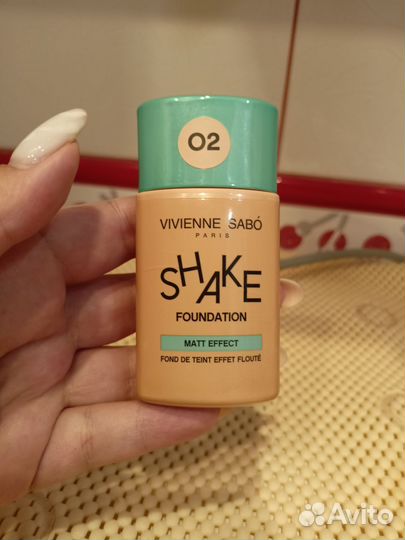 02
VIVIENNE SABÓ
PARIS
SHAKE
FOUNDATION
MATT EFFECT
FOND DE TEINT EFFET FLOUTÉ
Avito